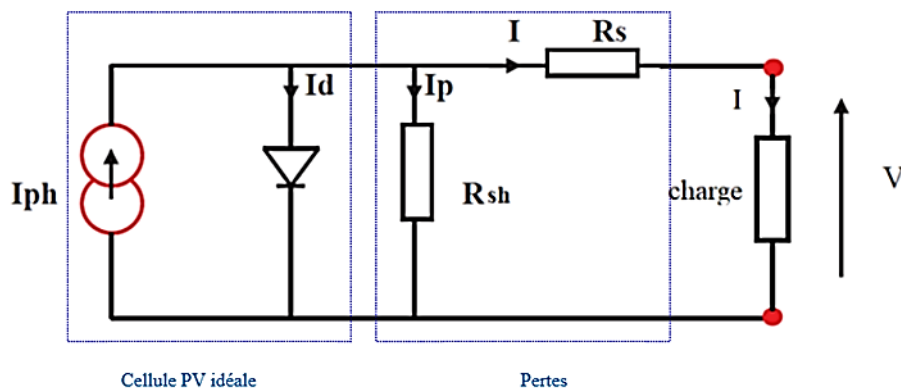 I
Rs
Id
Ip
I
Iph
Rsh
charge
V
Cellule PV idéale
Pertes